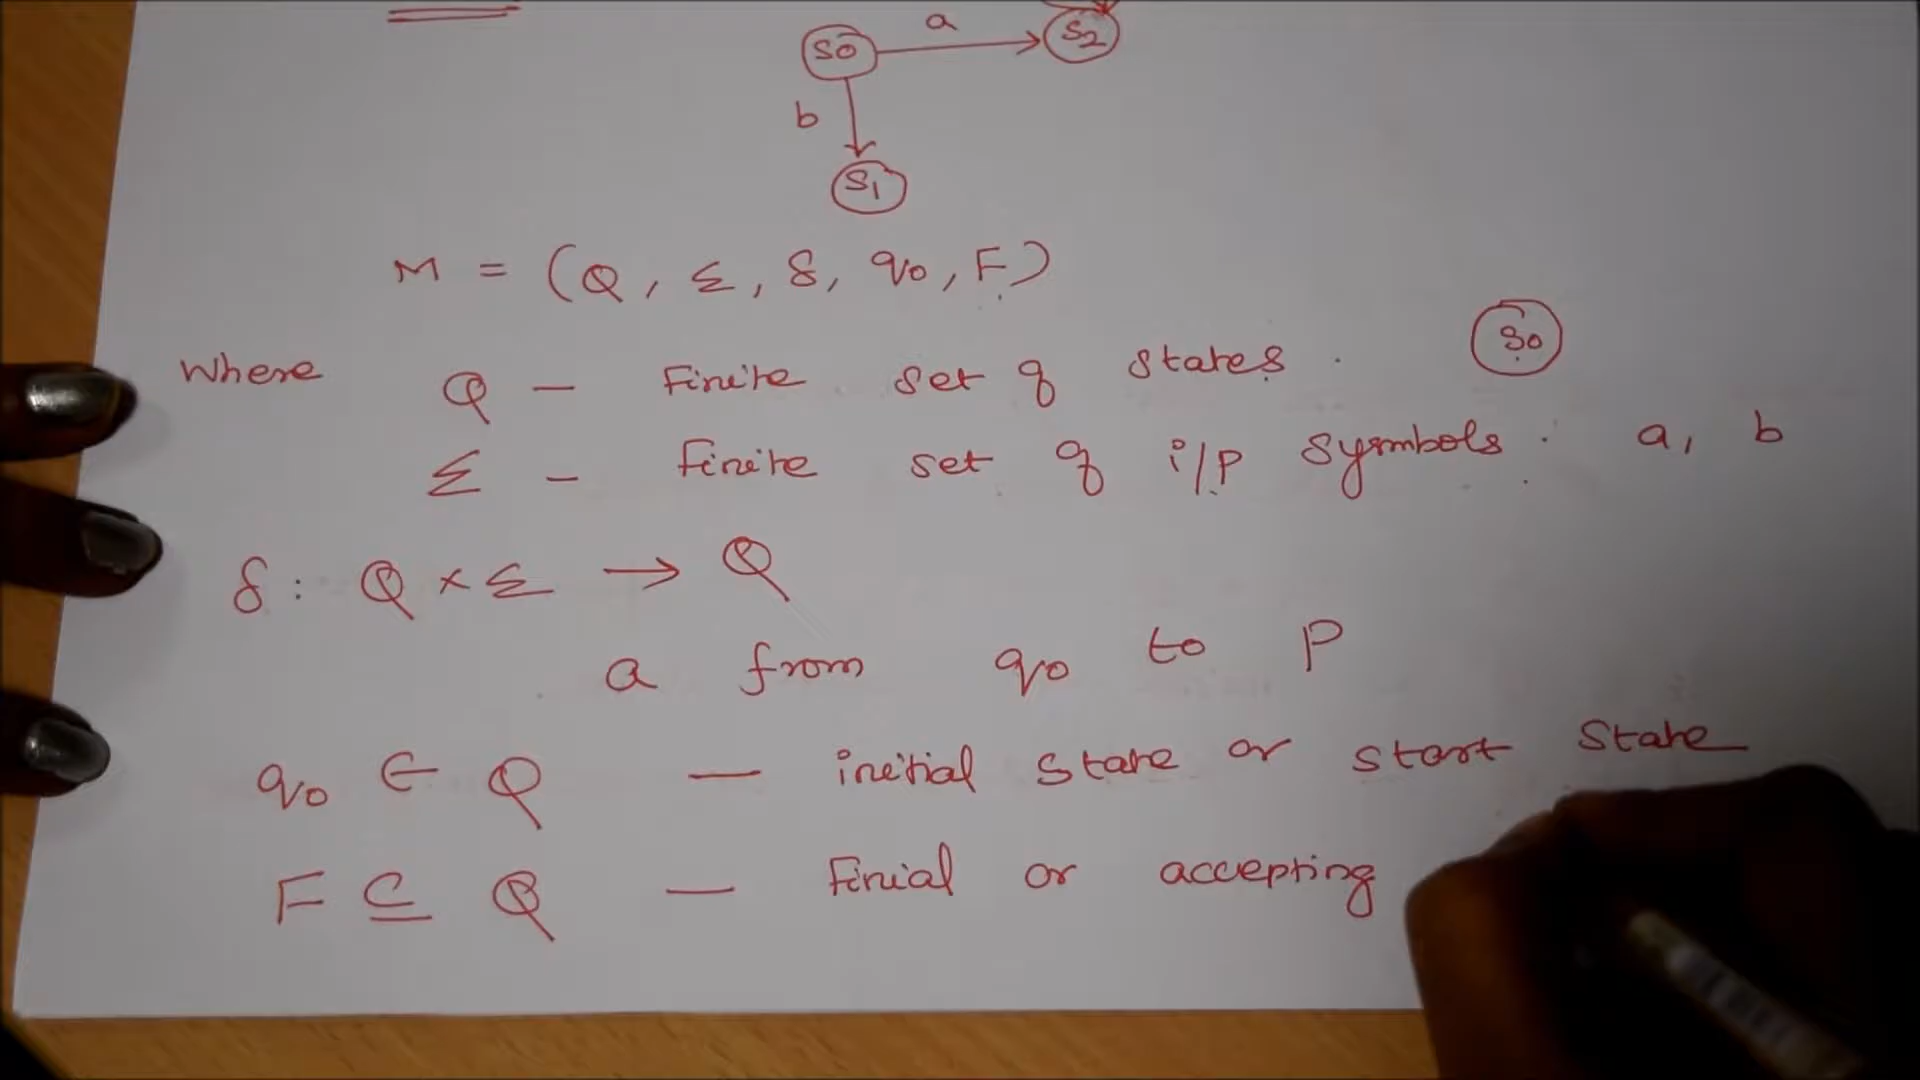 a
S0 S2
b
S1
M = (Q, Σ, δ, q0, F)
S0
Where Q - Finite set of states.
Σ - finite set of i/p symbols. a, b
δ: Q × Σ → Q
a from q0 to P
q0 ∈ Q — initial state or start state
F ⊆ Q — Finial or accepting